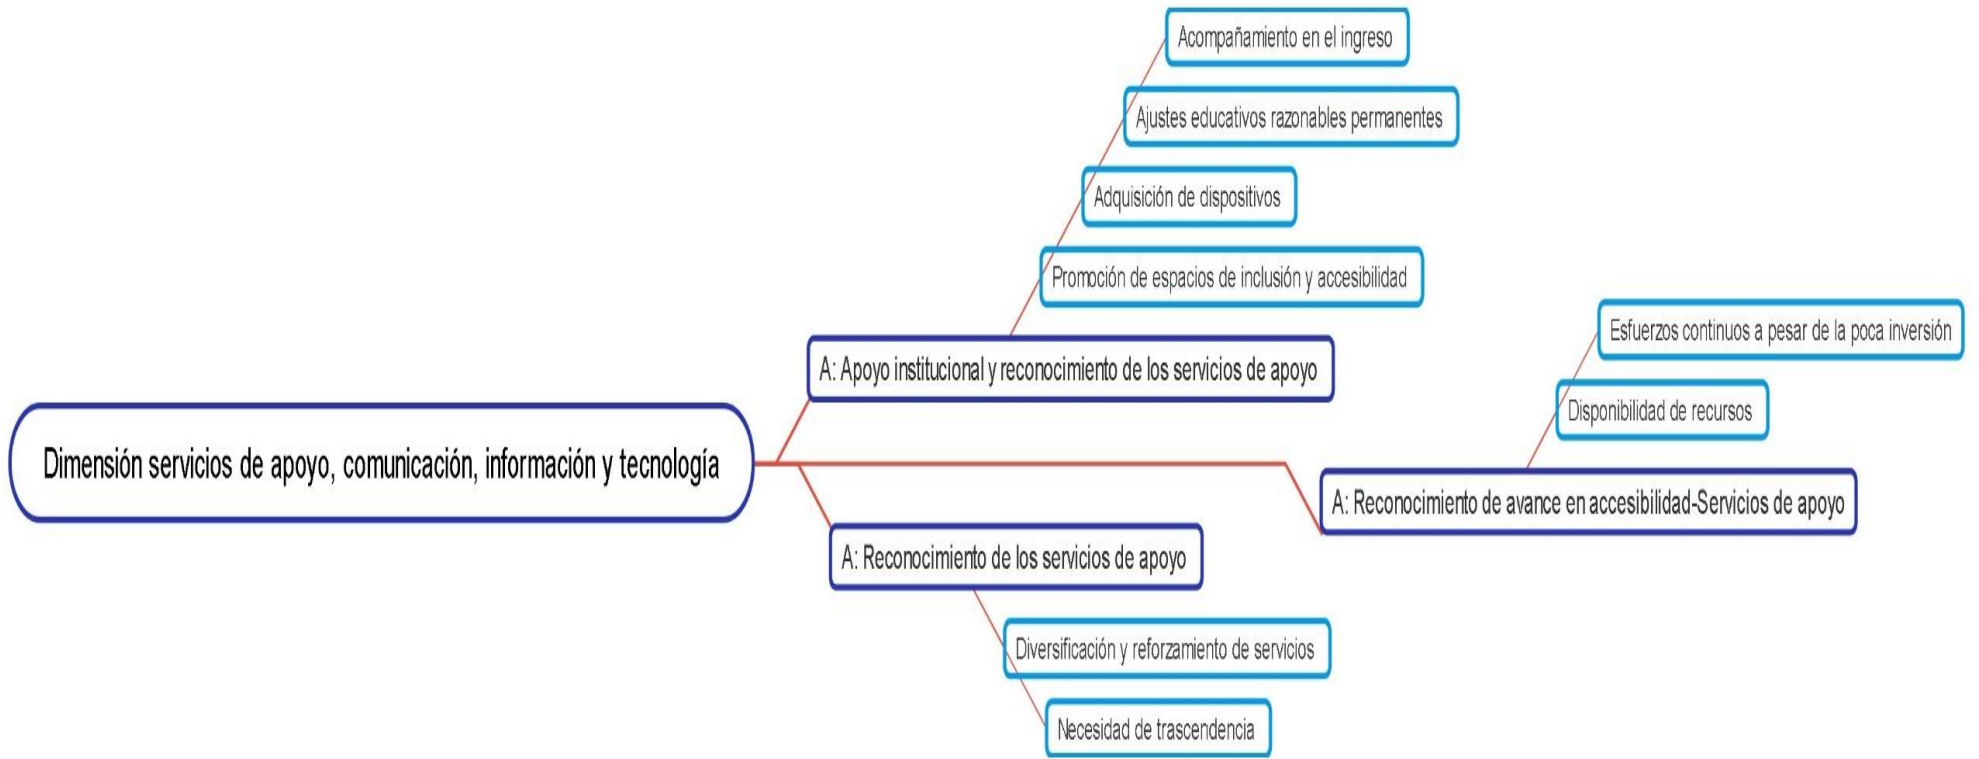 Acompañamiento en el ingreso
Ajustes educativos razonables permanentes
Adquisición de dispositivos
Promoción de espacios de inclusión y accesibilidad
A: Apoyo institucional y reconocimiento de los servicios de apoyo
Esfuerzos continuos a pesar de la poca inversión
Disponibilidad de recursos
A: Reconocimiento de avance en accesibilidad-Servicios de apoyo
Dimensión servicios de apoyo, comunicación, información y tecnología
A: Reconocimiento de los servicios de apoyo
Diversificación y reforzamiento de servicios
Necesidad de trascendencia